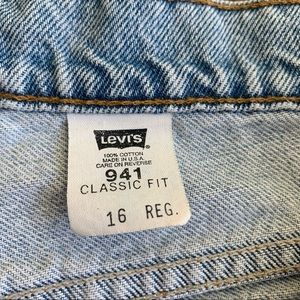 LEVI'S
100% COTTON
MADE IN U.S.A.
CARE ON REVERSE
941
CLASSIC FIT
16 REG.